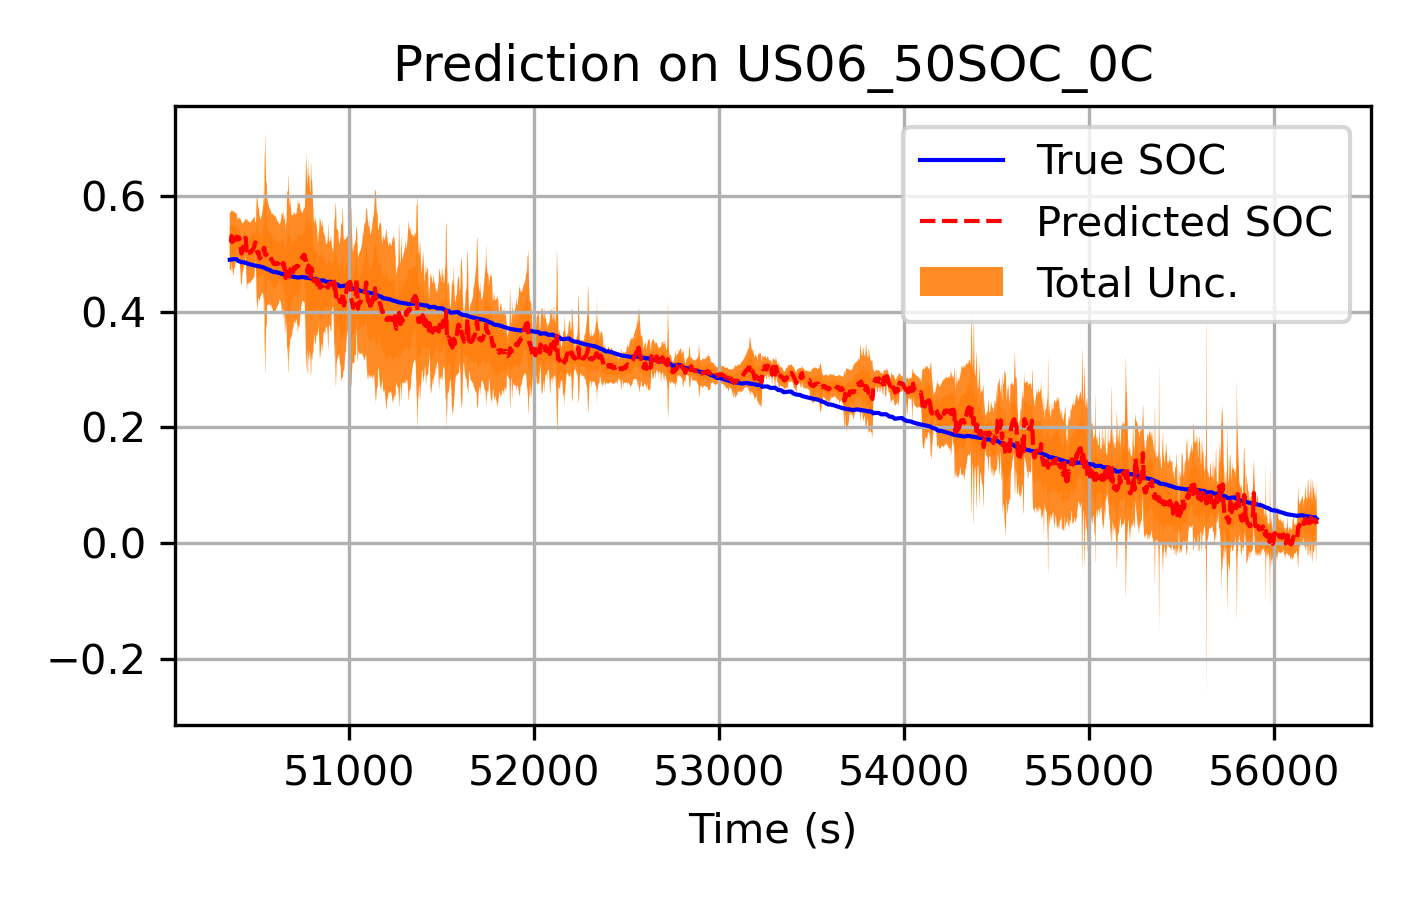 Prediction on US06_50SOC_0C
True SOC
Predicted SOC
Total Unc.
0.6
0.4
0.2
0.0
−0.2
51000 52000 53000 54000 55000 56000
Time (s)